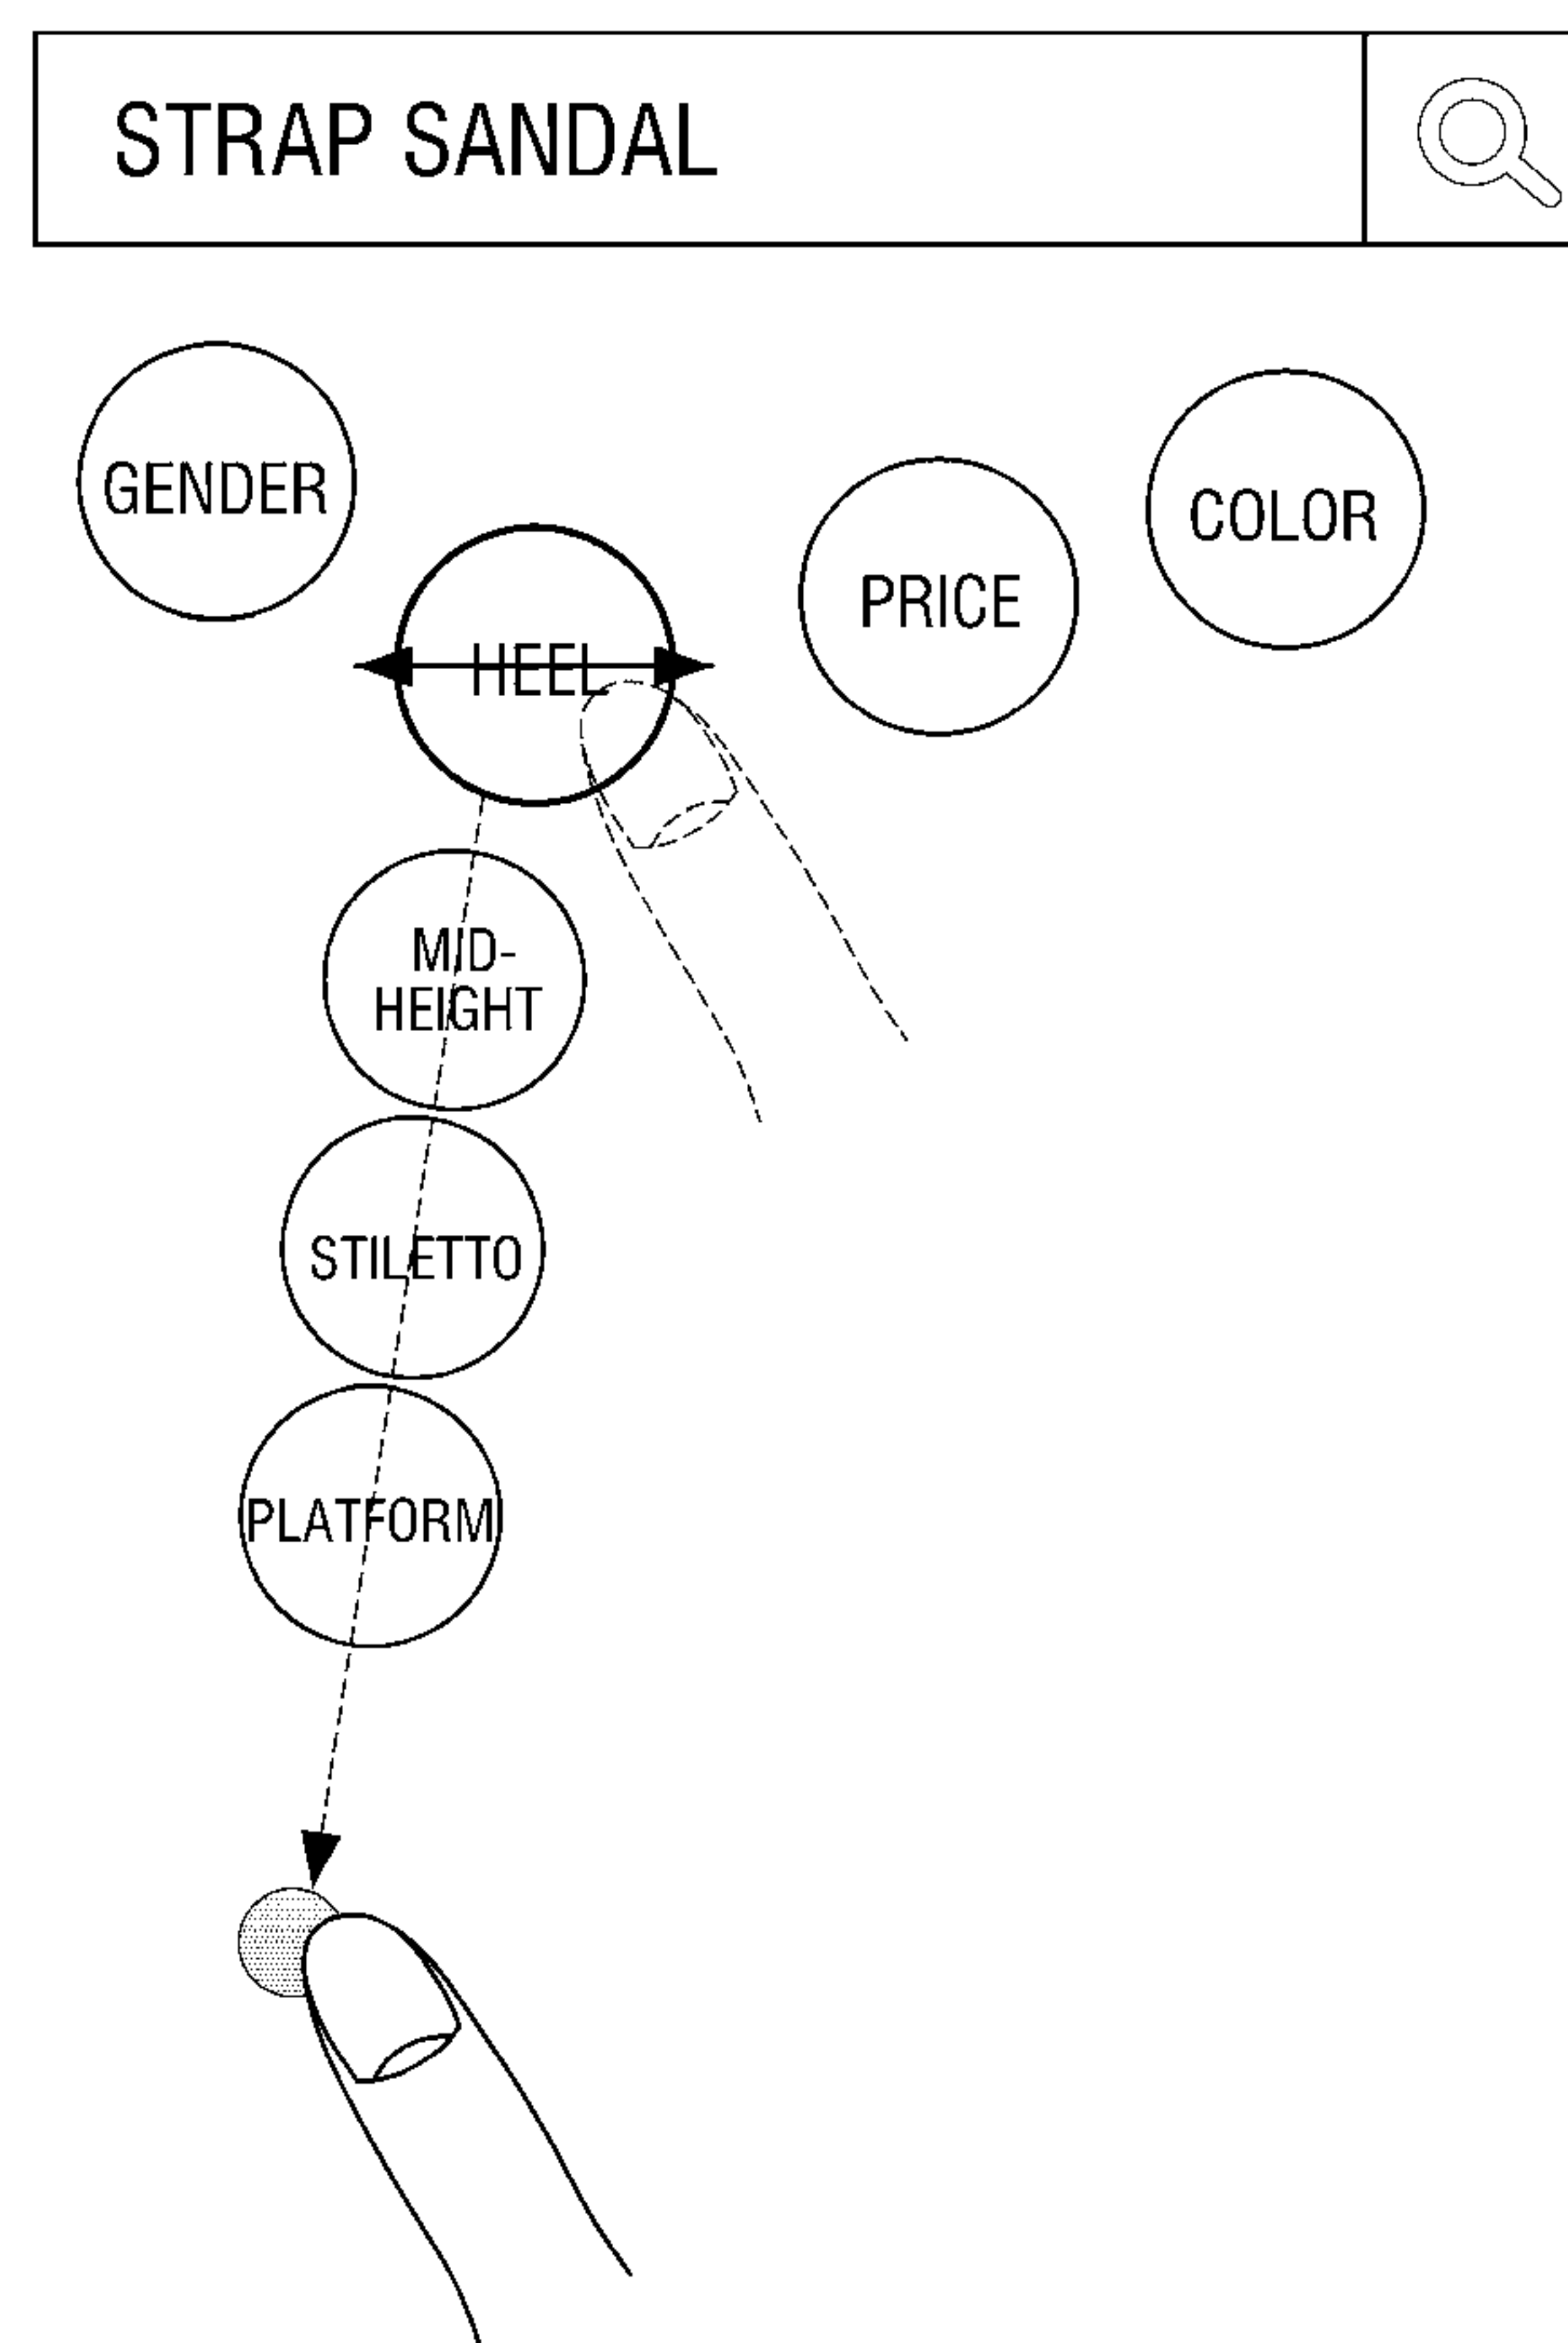 STRAP SANDAL
GENDER
HEEL
PRICE
COLOR
MID-
HEIGHT
STILETTO
PLATFORM